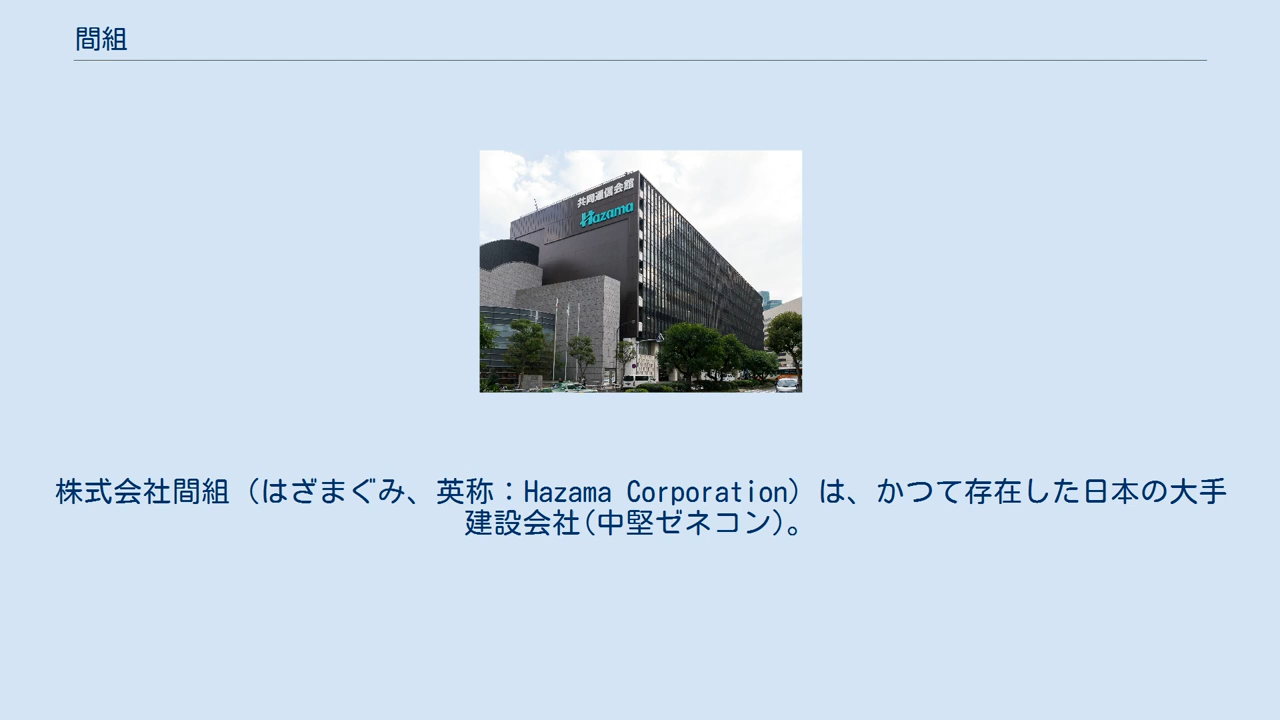 間組
共同通信会館
Hazama
株式会社間組（はざまぐみ、英称：Hazama Corporation）は、かつて存在した日本の大手
建設会社(中堅ゼネコン)。